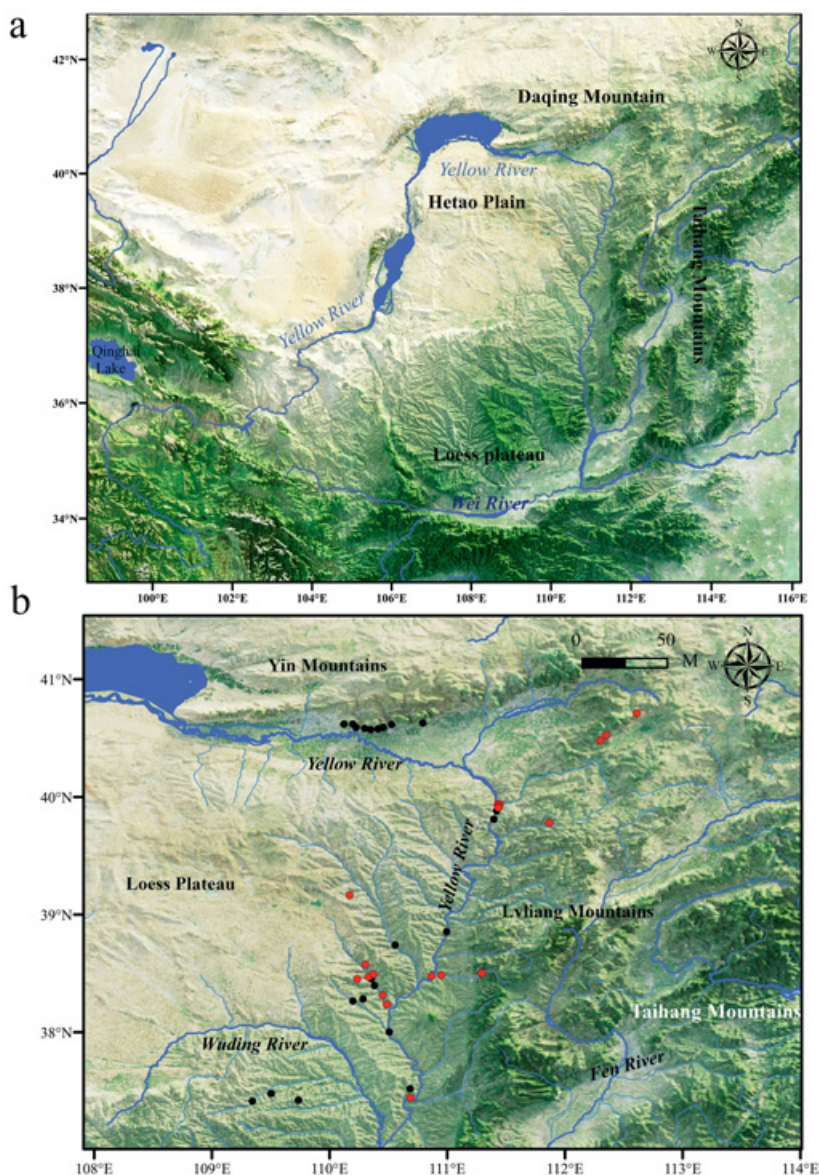 a
N
W E
S
42°N
40°N
38°N
36°N
34°N
Daqing Mountain
Yellow River
Hetao Plain
Taihang Mountains
Yellow River
Qinghai
Lake
Loess plateau
Wei River
100°E 102°E 104°E 106°E 108°E 110°E 112°E 114°E 116°E
b
N
W E
S
0 50
M
41°N
40°N
39°N
38°N
Yin Mountains
Yellow River
Yellow River
Loess Plateau
Lvliang Mountains
Taihang Mountains
Wuding River
Fen River
108°E 109°E 110°E 111°E 112°E 113°E 114°E